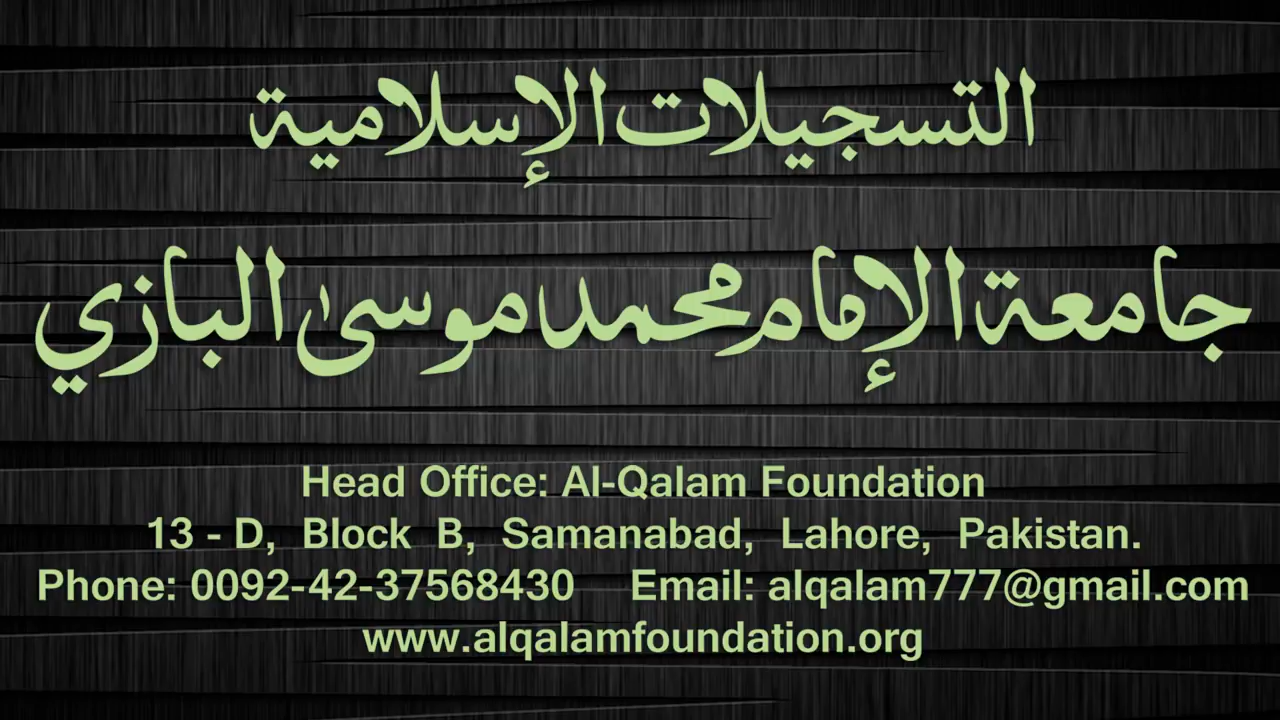 التسجيلات الإسلامية
جامعة الإمام محمد موسىٰ البازي
Head Office: Al-Qalam Foundation
13 - D, Block B, Samanabad, Lahore, Pakistan.
Phone: 0092-42-37568430 Email: alqalam777@gmail.com
www.alqalamfoundation.org